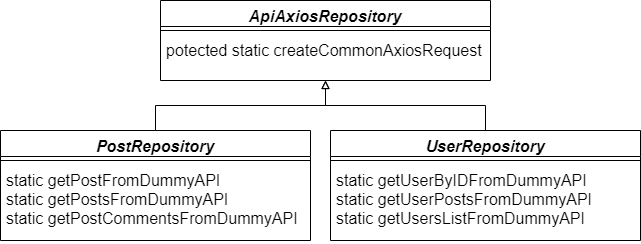 ApiAxiosRepository
potected static createCommonAxiosRequest
PostRepository
static getPostFromDummyAPI
static getPostsFromDummyAPI
static getPostCommentsFromDummyAPI
UserRepository
static getUserByIDFromDummyAPI
static getUserPostsFromDummyAPI
static getUsersListFromDummyAPI